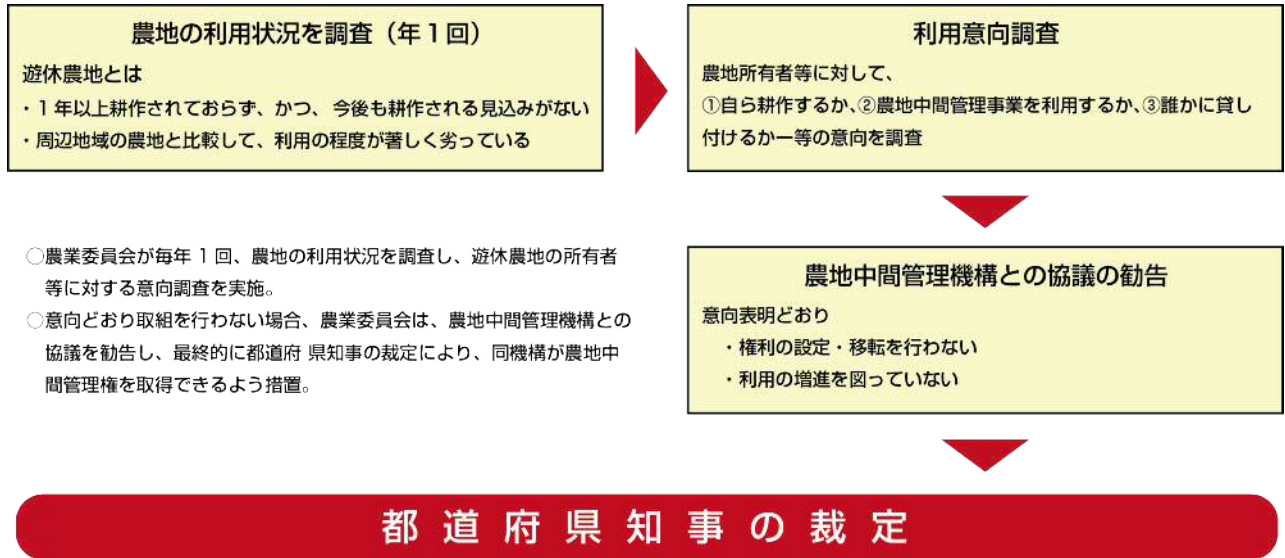 農地の利用状況を調査（年１回）
遊休農地とは
・１年以上耕作されておらず、かつ、今後も耕作される見込みがない
・周辺地域の農地と比較して、利用の程度が著しく劣っている
利用意向調査
農地所有者等に対して、
①自ら耕作するか、②農地中間管理事業を利用するか、③誰かに貸し
付けるかー等の意向を調査
○農業委員会が毎年 1 回、農地の利用状況を調査し、遊休農地の所有者
等に対する意向調査を実施。
○意向どおり取組を行わない場合、農業委員会は、農地中間管理機構との
協議を勧告し、最終的に都道府 県知事の裁定により、同機構が農地中
間管理権を取得できるよう措置。
農地中間管理機構との協議の勧告
意向表明どおり
・権利の設定・移転を行わない
・利用の増進を図っていない
都道府県知事の裁定